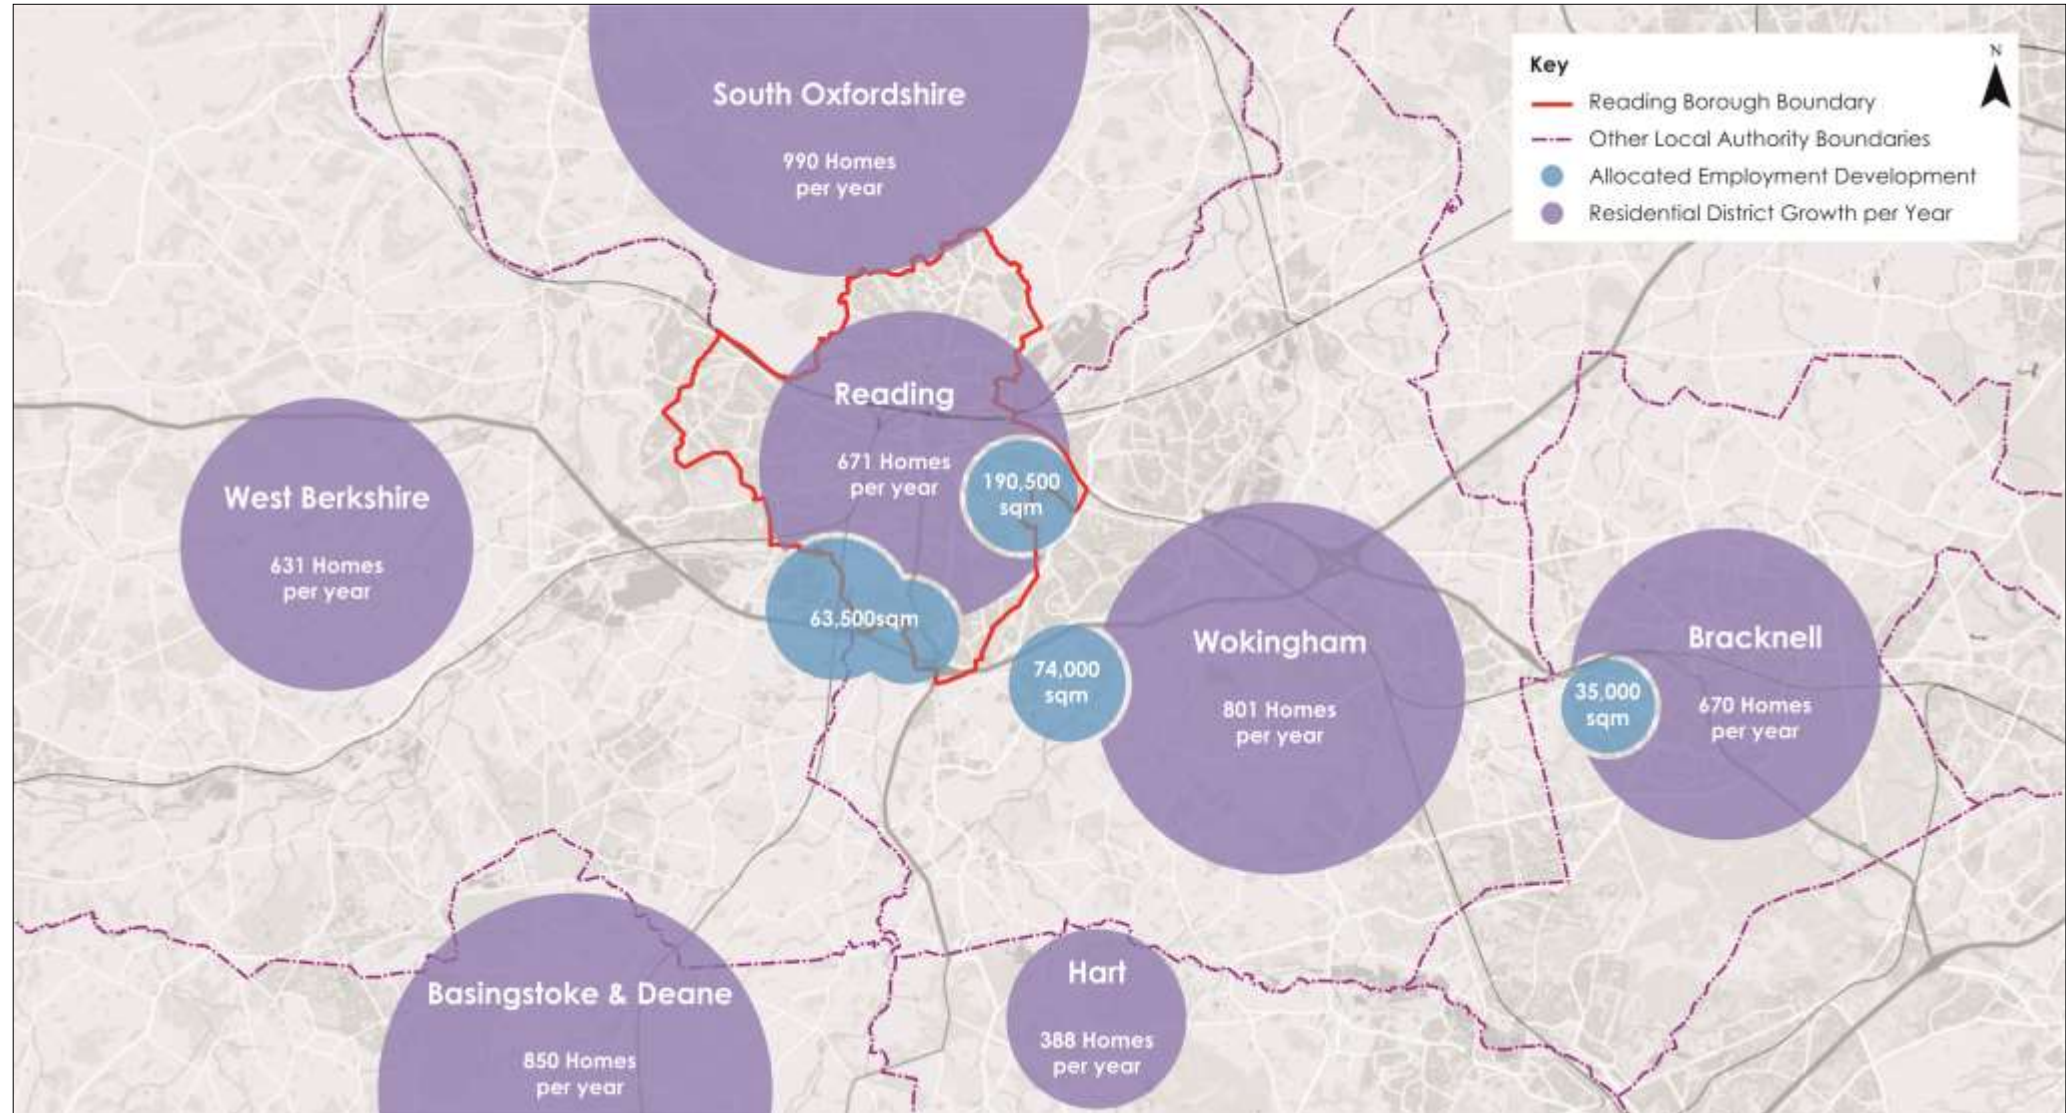 South Oxfordshire
990 Homes
per year
Key
N
Reading Borough Boundary
Other Local Authority Boundaries
Allocated Employment Development
Residential District Growth per Year
Reading
671 Homes
per year
190,500
sqm
West Berkshire
631 Homes
per year
63,500sqm
74,000
sqm
Wokingham
801 Homes
per year
35,000
sqm
Bracknell
670 Homes
per year
Basingstoke & Deane
850 Homes
per year
Hart
388 Homes
per year